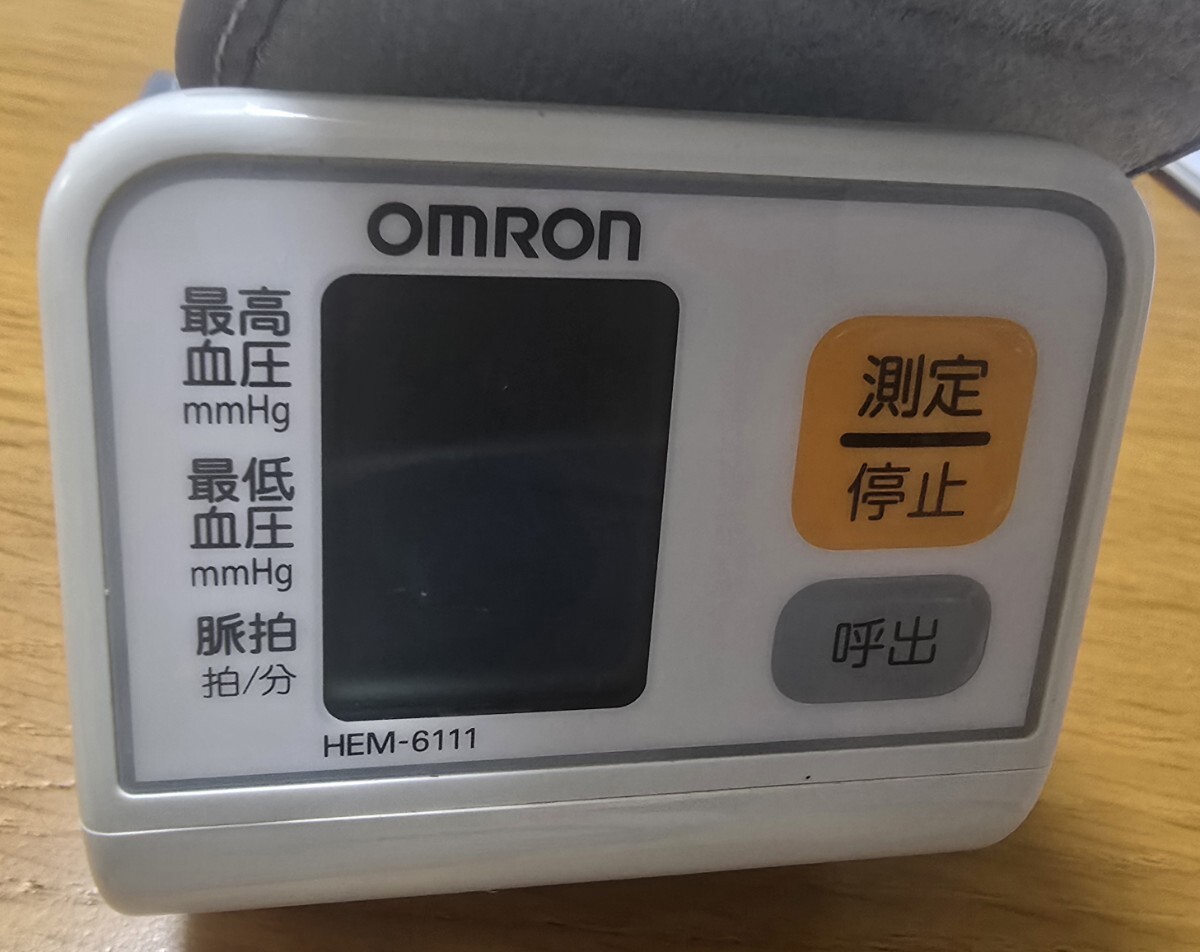 OMRON
最高
血圧
mmHg
最低
血圧
mmHg
脈拍
拍/分
HEM-6111
測定
停止
呼出